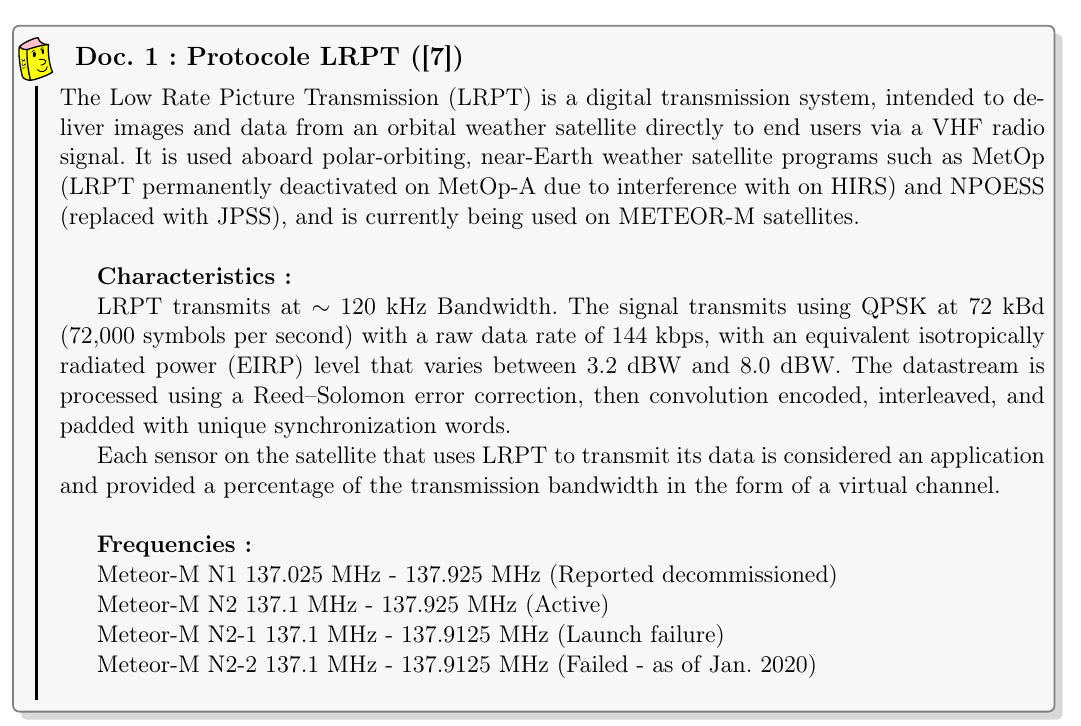 Doc. 1 : Protocole LRPT ([7])
The Low Rate Picture Transmission (LRPT) is a digital transmission system, intended to de-
liver images and data from an orbital weather satellite directly to end users via a VHF radio
signal. It is used aboard polar-orbiting, near-Earth weather satellite programs such as MetOp
(LRPT permanently deactivated on MetOp-A due to interference with on HIRS) and NPOESS
(replaced with JPSS), and is currently being used on METEOR-M satellites.
Characteristics :
LRPT transmits at ∼ 120 kHz Bandwidth. The signal transmits using QPSK at 72 kBd
(72,000 symbols per second) with a raw data rate of 144 kbps, with an equivalent isotropically
radiated power (EIRP) level that varies between 3.2 dBW and 8.0 dBW. The datastream is
processed using a Reed–Solomon error correction, then convolution encoded, interleaved, and
padded with unique synchronization words.
Each sensor on the satellite that uses LRPT to transmit its data is considered an application
and provided a percentage of the transmission bandwidth in the form of a virtual channel.
Frequencies :
Meteor-M N1 137.025 MHz - 137.925 MHz (Reported decommissioned)
Meteor-M N2 137.1 MHz - 137.925 MHz (Active)
Meteor-M N2-1 137.1 MHz - 137.9125 MHz (Launch failure)
Meteor-M N2-2 137.1 MHz - 137.9125 MHz (Failed - as of Jan. 2020)